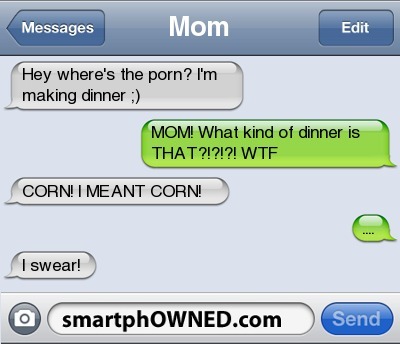 Messages
Mom
Edit
Hey where's the porn? I'm
making dinner ;)
MOM! What kind of dinner is
THAT?!?!?! WTF
CORN! I MEANT CORN!
....
I swear!
smartphOWNED.com
Send